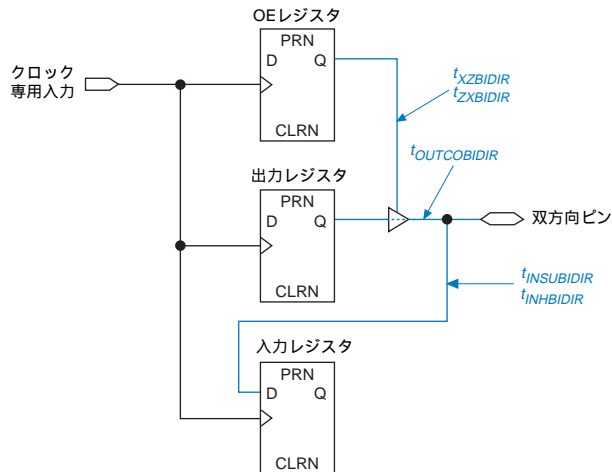 OEレジスタ
PRN
D Q
CLRN
クロック
専用入力
tXZBIDIR
tZXBIDIR
tOUTCOBIDIR
出力レジスタ
PRN
D Q
CLRN
双方向ピン
tINSUBIDIR
tINHBIDIR
入力レジスタ
PRN
D Q
CLRN